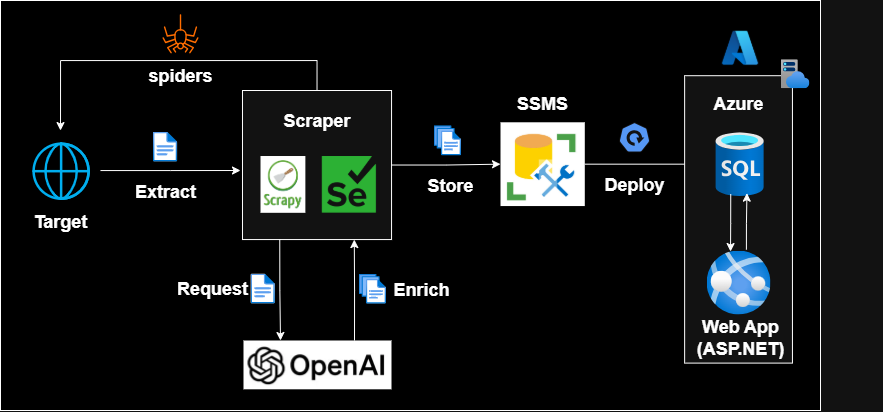 spiders
SSMS
Azure
Scraper
Extract
Scrapy
Se
Store
Deploy
SQL
Target
Request
Enrich
Web App
(ASP.NET)
OpenAI